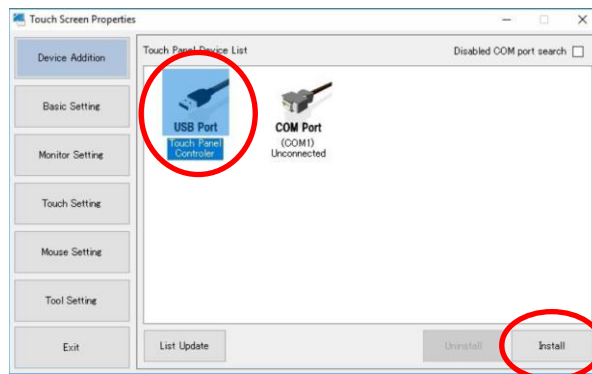 Touch Screen Properties
Device Addition
Basic Setting
Monitor Setting
Touch Setting
Mouse Setting
Tool Setting
Exit
Touch Panel Device List
Disabled COM port search
USB Port
Touch Panel
Controler
COM Port
(COM1)
Unconnected
List Update
Uninstall
Install